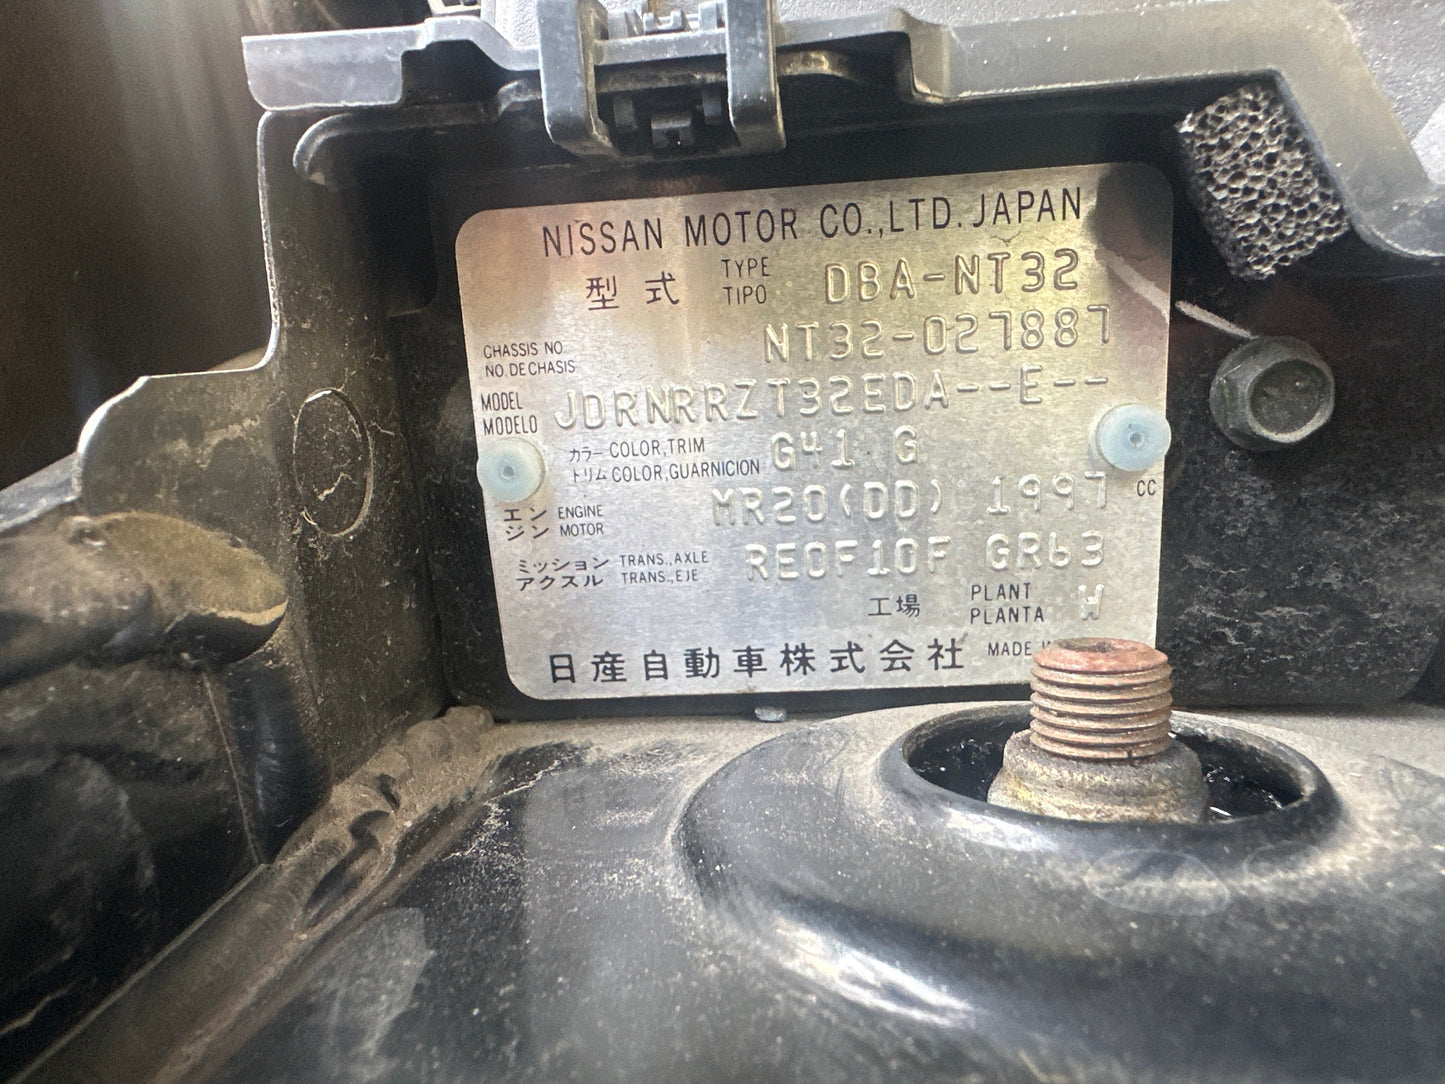 NISSAN MOTOR CO.,LTD. JAPAN
型式 TYPE TIPO DBA-NT32
CHASSIS NO. NO. DE CHASIS NT32-027887
MODEL MODELO JDRNRRZT32EDA--E--
カラー COLOR,TRIM トリム COLOR,GUARNICION G41 G
エンジン ENGINE MOTOR MR20(DD) 1997 CC
ミッション アクスル TRANS.,AXLE TRANS.,EJE RE0F10F GR63
工場 PLANT PLANTA W
日産自動車株式会社 MADE